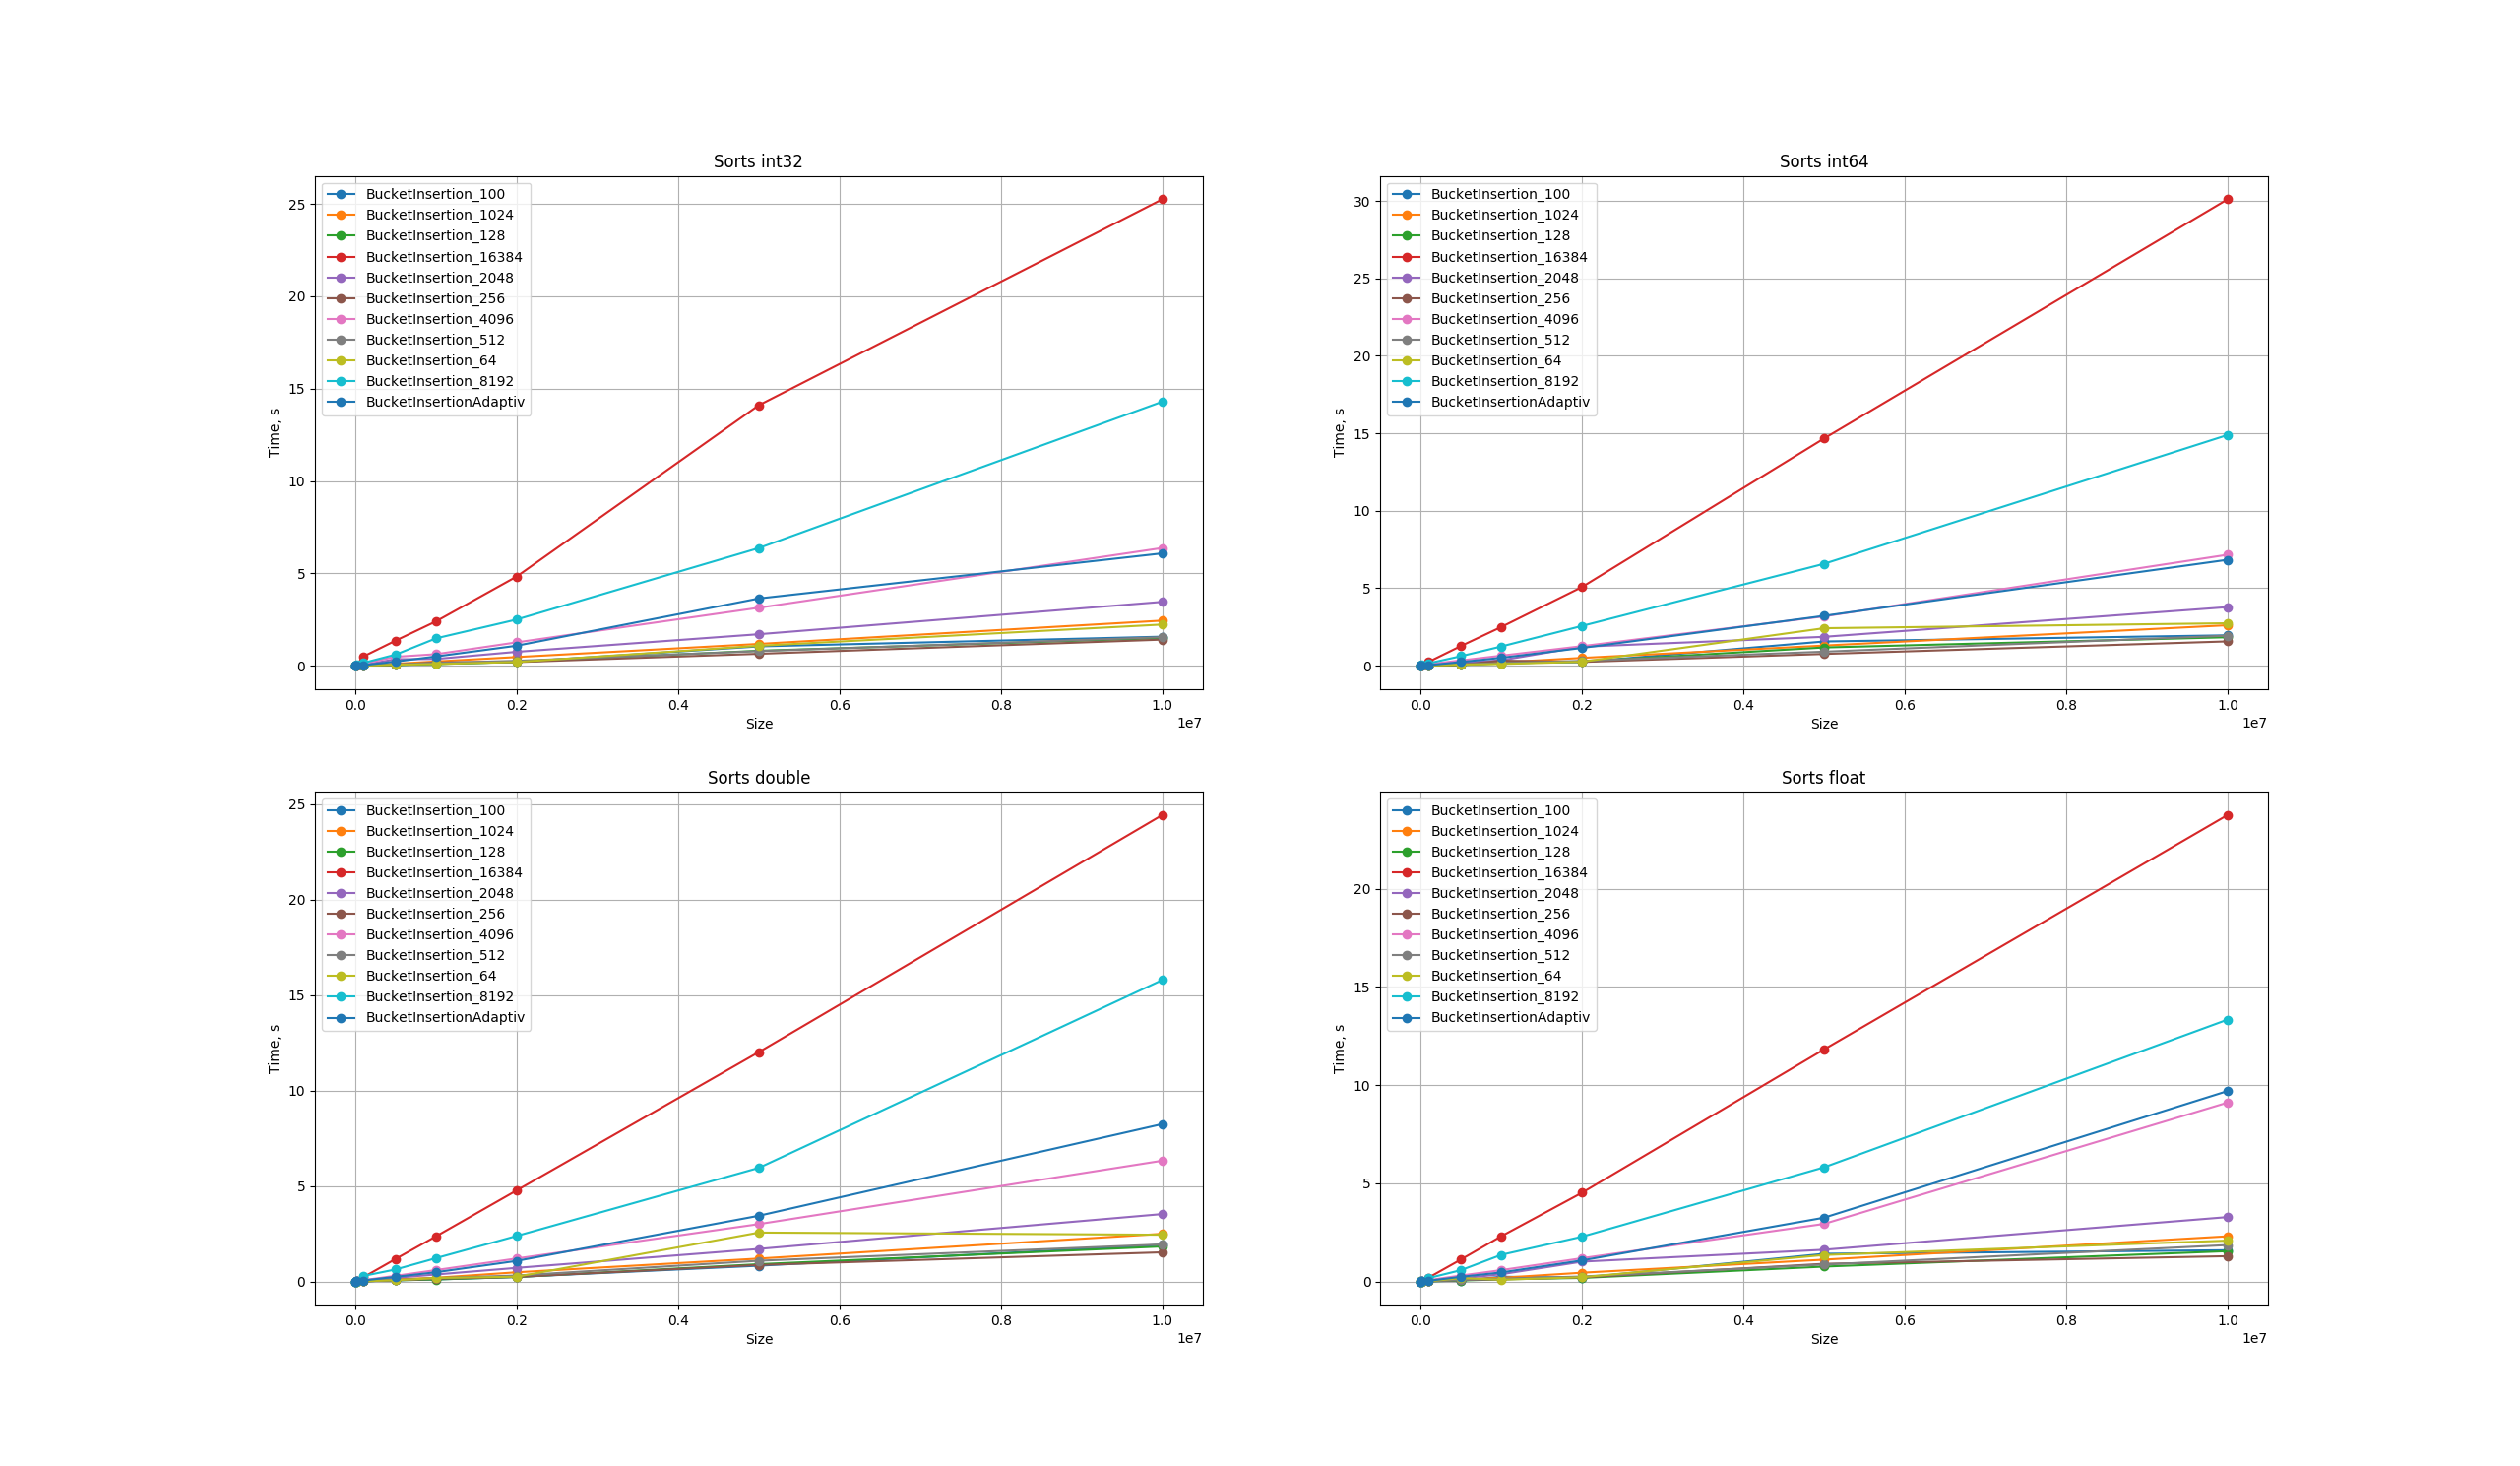 Sorts int32
25
20
15
10
5
0
Time, s
BucketInsertion_100
BucketInsertion_1024
BucketInsertion_128
BucketInsertion_16384
BucketInsertion_2048
BucketInsertion_256
BucketInsertion_4096
BucketInsertion_512
BucketInsertion_64
BucketInsertion_8192
BucketInsertionAdaptiv
0.0 0.2 0.4 0.6 0.8 1.0
Size
1e7
Sorts int64
30
25
20
15
10
5
0
Time, s
BucketInsertion_100
BucketInsertion_1024
BucketInsertion_128
BucketInsertion_16384
BucketInsertion_2048
BucketInsertion_256
BucketInsertion_4096
BucketInsertion_512
BucketInsertion_64
BucketInsertion_8192
BucketInsertionAdaptiv
0.0 0.2 0.4 0.6 0.8 1.0
Size
1e7
Sorts double
25
20
15
10
5
0
Time, s
BucketInsertion_100
BucketInsertion_1024
BucketInsertion_128
BucketInsertion_16384
BucketInsertion_2048
BucketInsertion_256
BucketInsertion_4096
BucketInsertion_512
BucketInsertion_64
BucketInsertion_8192
BucketInsertionAdaptiv
0.0 0.2 0.4 0.6 0.8 1.0
Size
1e7
Sorts float
20
15
10
5
0
Time, s
BucketInsertion_100
BucketInsertion_1024
BucketInsertion_128
BucketInsertion_16384
BucketInsertion_2048
BucketInsertion_256
BucketInsertion_4096
BucketInsertion_512
BucketInsertion_64
BucketInsertion_8192
BucketInsertionAdaptiv
0.0 0.2 0.4 0.6 0.8 1.0
Size
1e7